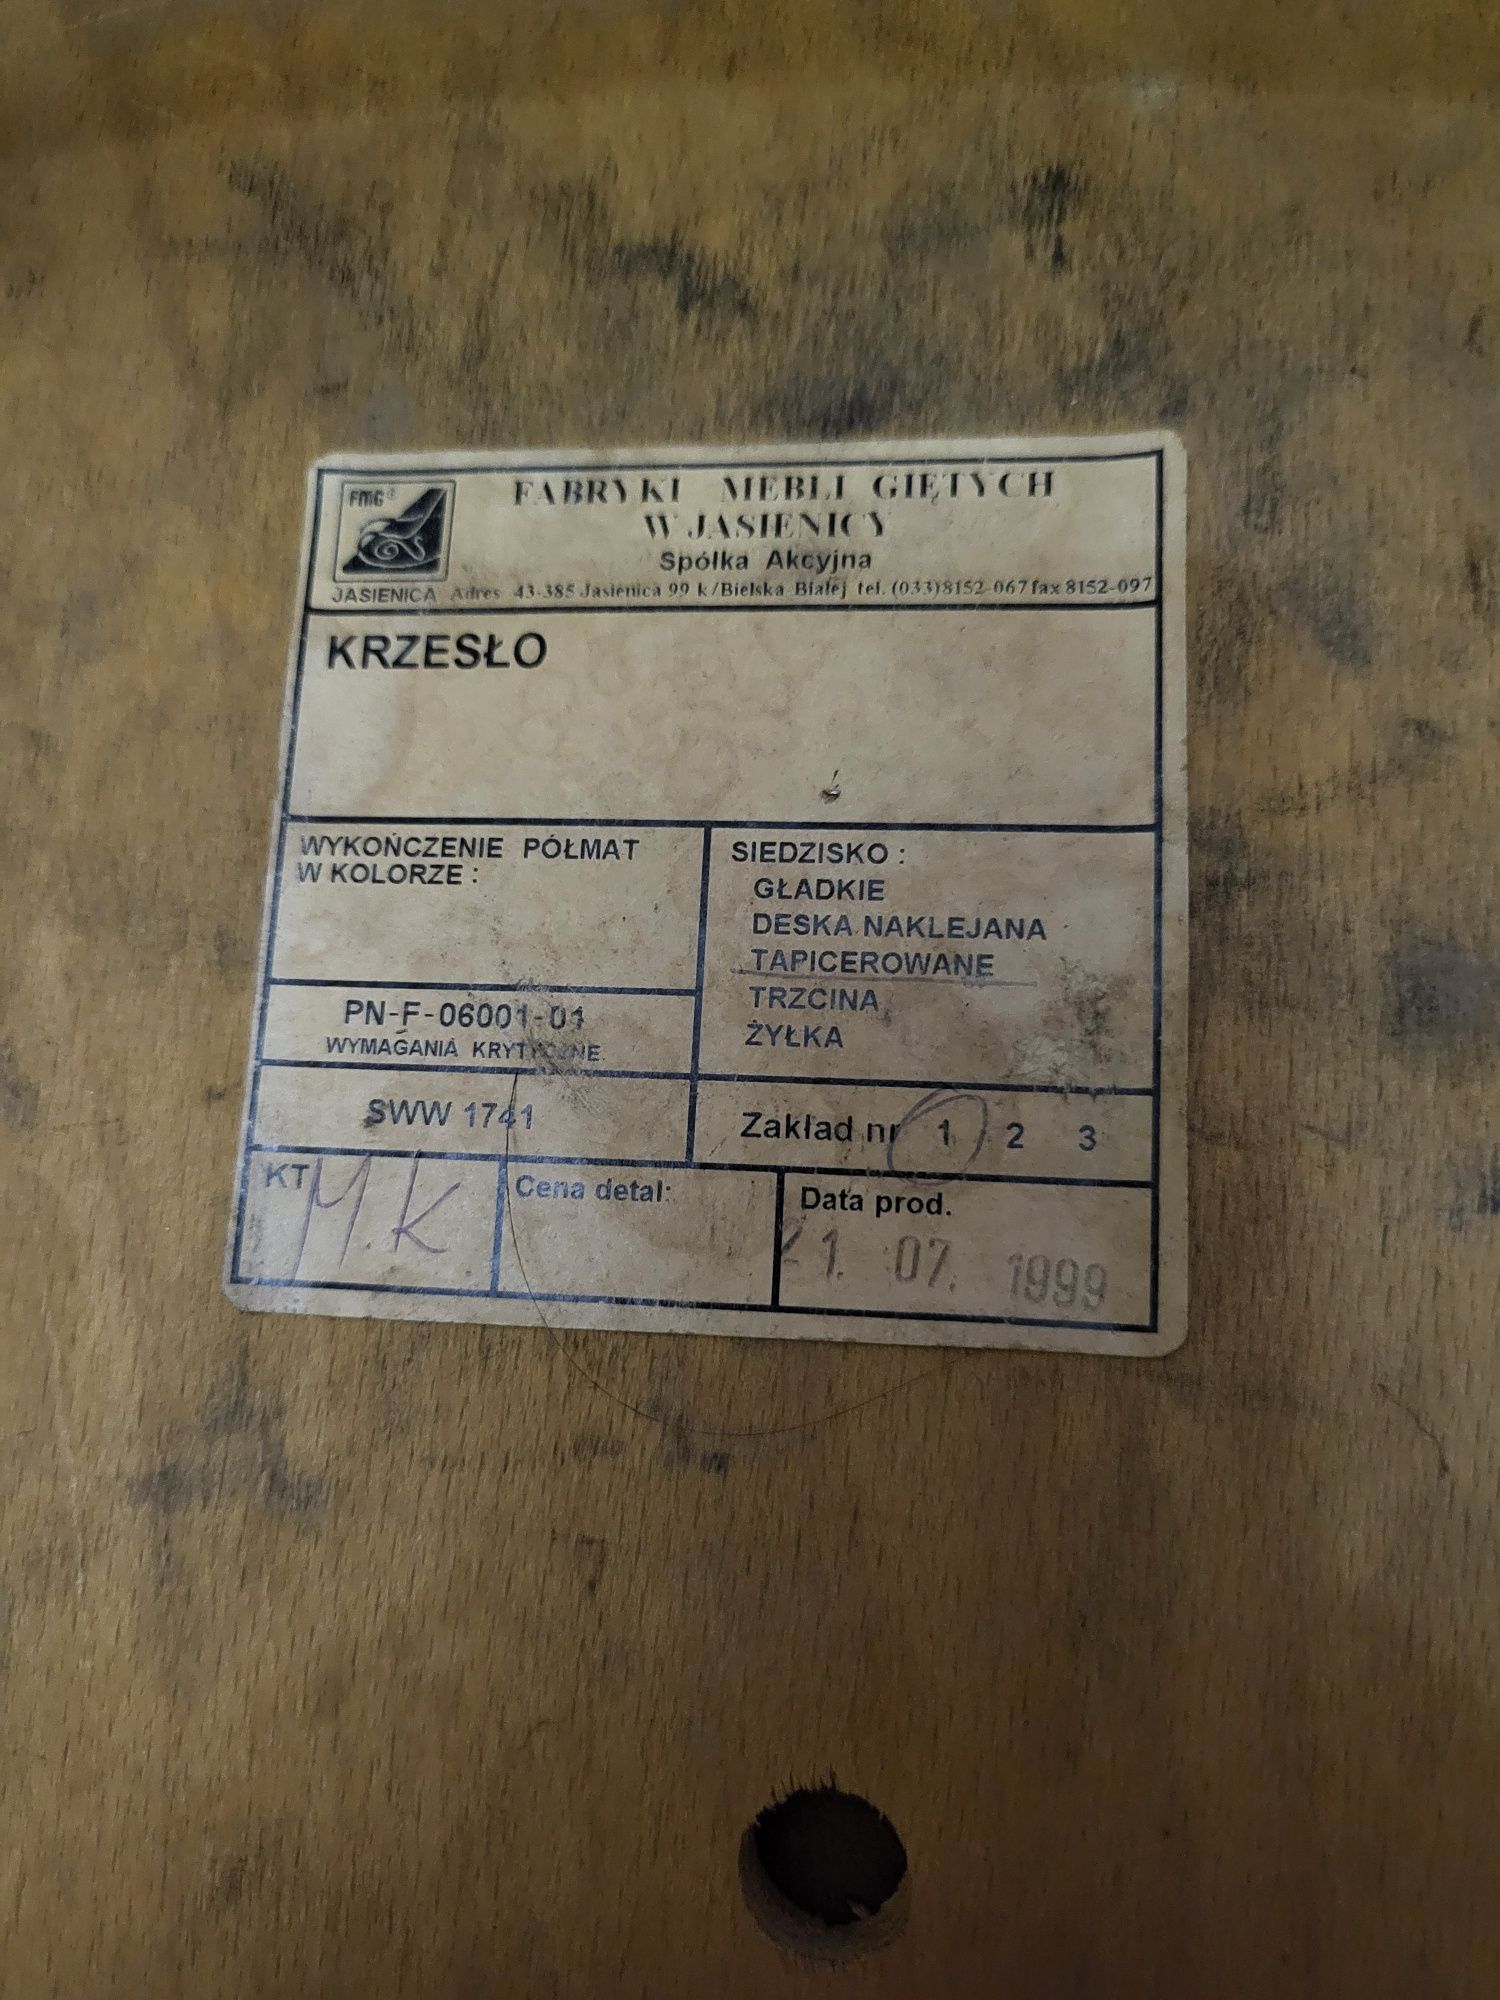 FMG®
FABRYKI MEBLI GIĘTYCH
W JASIENICY
Spółka Akcyjna
JASIENICA Adres 43-385 Jasienica 99 k/Bielska Białej tel. (033)8152-067 fax 8152-097
KRZESŁO
WYKOŃCZENIE PÓŁMAT
W KOLORZE :
SIEDZISKO :
GŁADKIE
DESKA NAKLEJANA
TAPICEROWANE
TRZCINA
ŻYŁKA
PN-F-06001-01
WYMAGANIA KRYTYCZNE
SWW 1741
Zakład nr 1 2 3
KT M.K
Cena detal:
Data prod.
21. 07. 1999